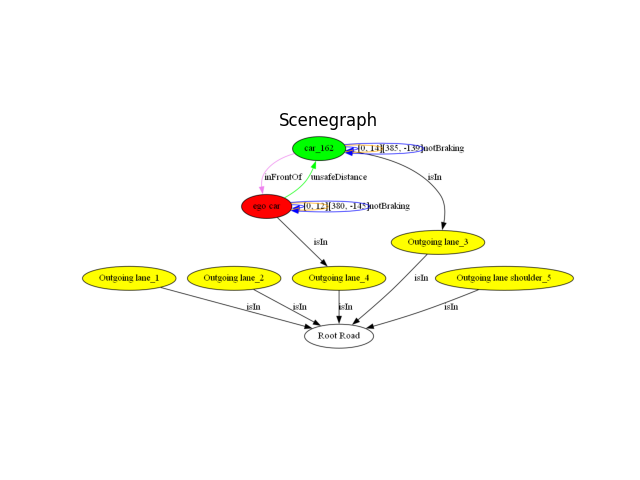 Scenegraph
car_162
[0, 14]
[385, -139]
notBraking
inFrontOf
unsafeDistance
isIn
ego car
[0, 12]
[380, -145]
notBraking
isIn
Outgoing lane_3
Outgoing lane_1
Outgoing lane_2
Outgoing lane_4
isIn
Outgoing lane shoulder_5
isIn
isIn
isIn
isIn
Root Road